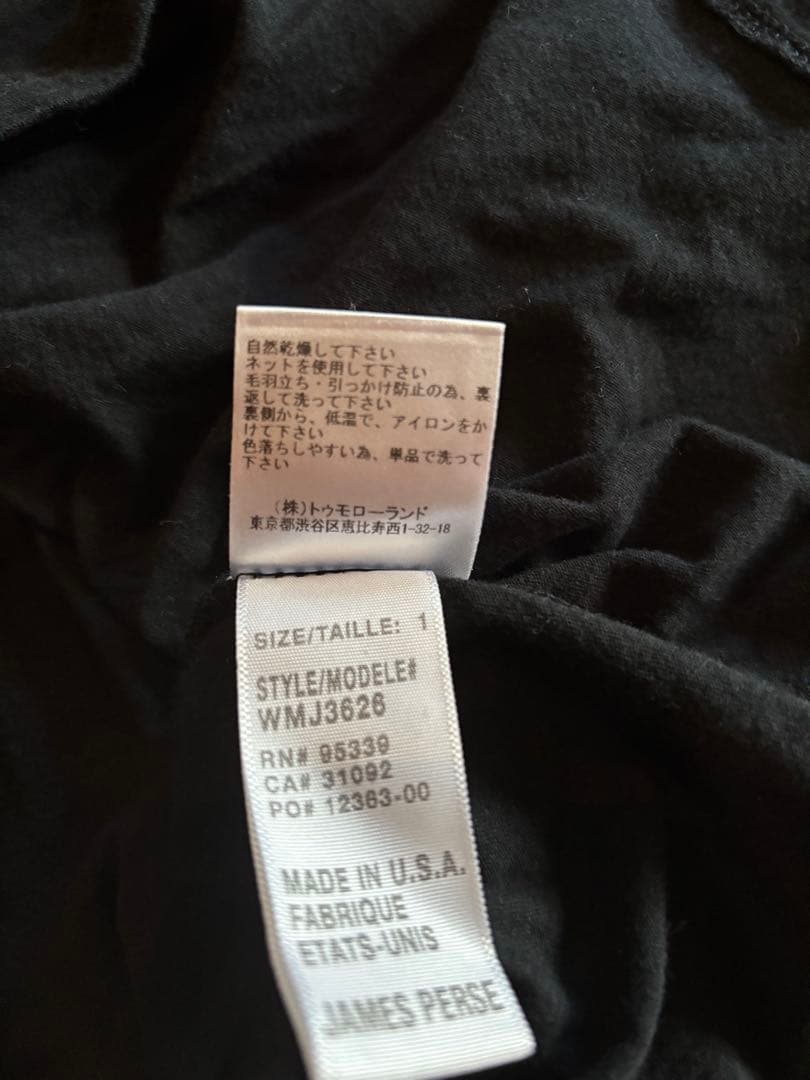 自然乾燥して下さい
ネットを使用して下さい
毛羽立ち・引っかけ防止の為、裏
返して洗って下さい
裏側から、低温で、アイロンをか
けて下さい
色落ちしやすい為、単品で洗って
下さい
(株)トゥモローランド
東京都渋谷区恵比寿西1-32-18
SIZE/TAILLE: 1
STYLE/MODELE#
WMJ3626
RN# 95339
CA# 31092
PO# 12363-00
MADE IN U.S.A.
FABRIQUE
ETATS-UNIS
JAMES PERSE